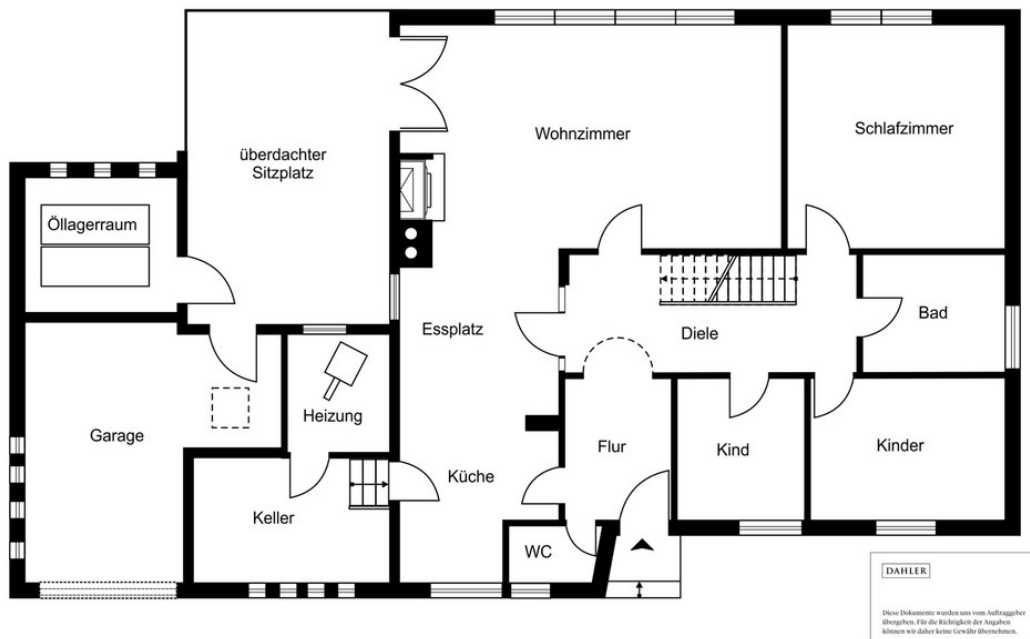 Wohnzimmer
Schlafzimmer
überdachter
Sitzplatz
Öllagerraum
Essplatz
Diele
Bad
Heizung
Garage
Küche
Flur
Kind
Kinder
Keller
WC
DAHLER
Diese Dokumente wurden uns vom Auftraggeber
übergeben. Für die Richtigkeit der Angaben
können wir daher keine Gewähr übernehmen.